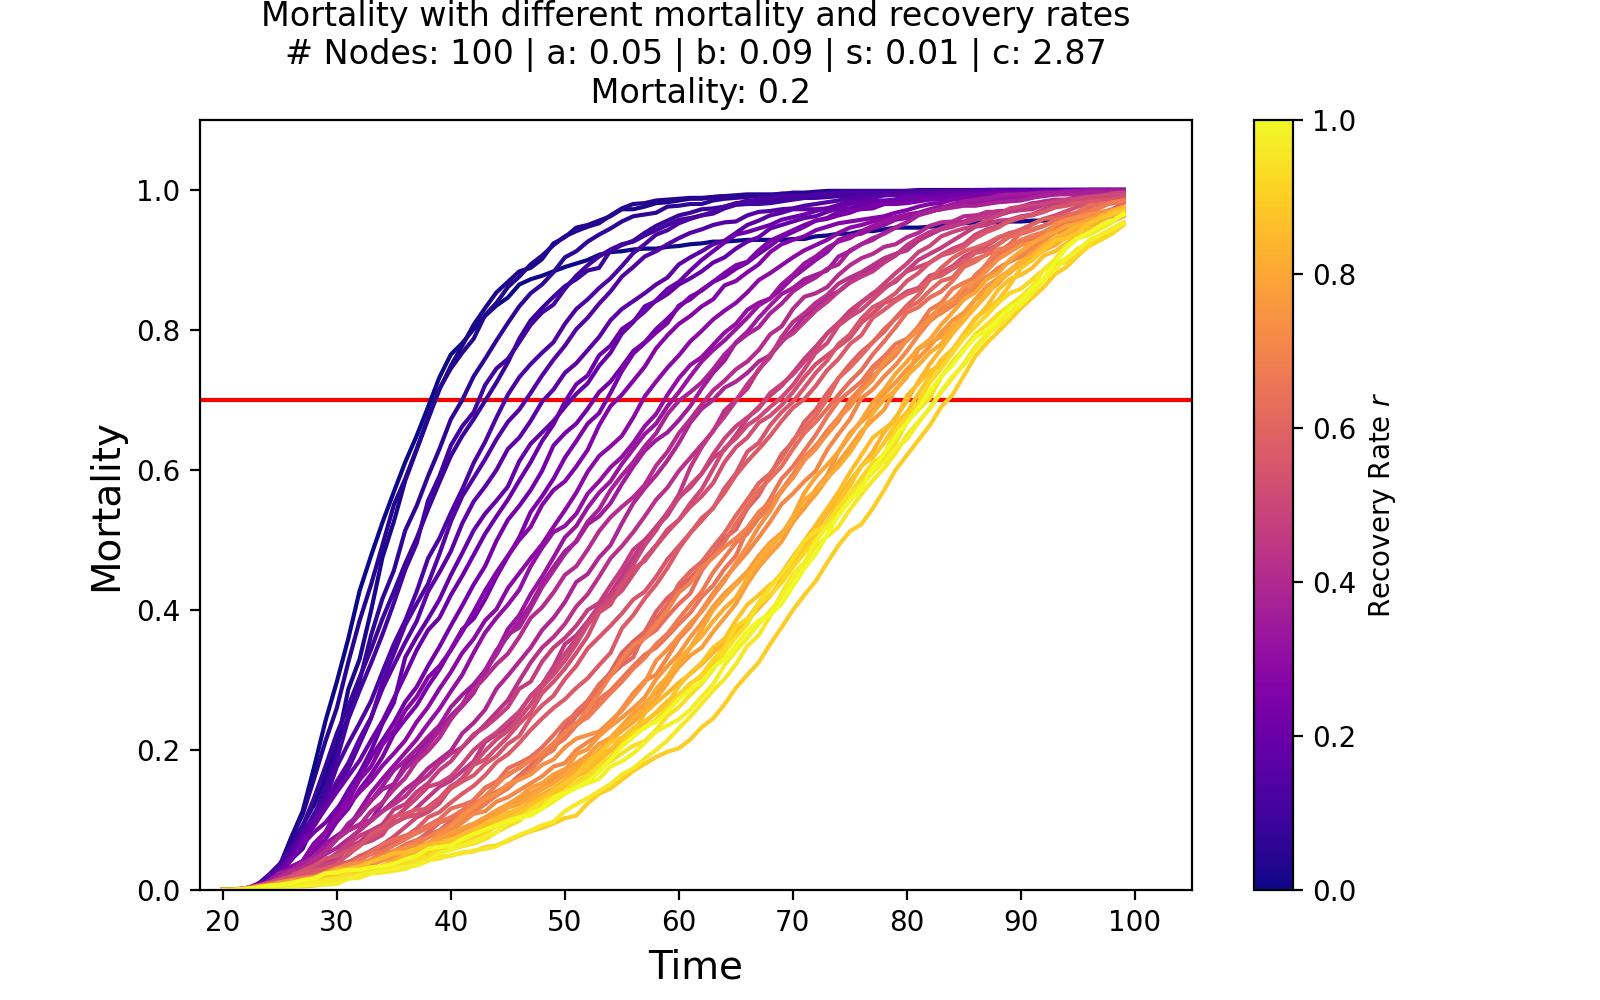 Mortality with different mortality and recovery rates
# Nodes: 100 | a: 0.05 | b: 0.09 | s: 0.01 | c: 2.87
Mortality: 0.2
Mortality
1.0
0.8
0.6
0.4
0.2
0.0
20 30 40 50 60 70 80 90 100
Time
1.0
0.8
0.6
0.4
0.2
0.0
Recovery Rate r